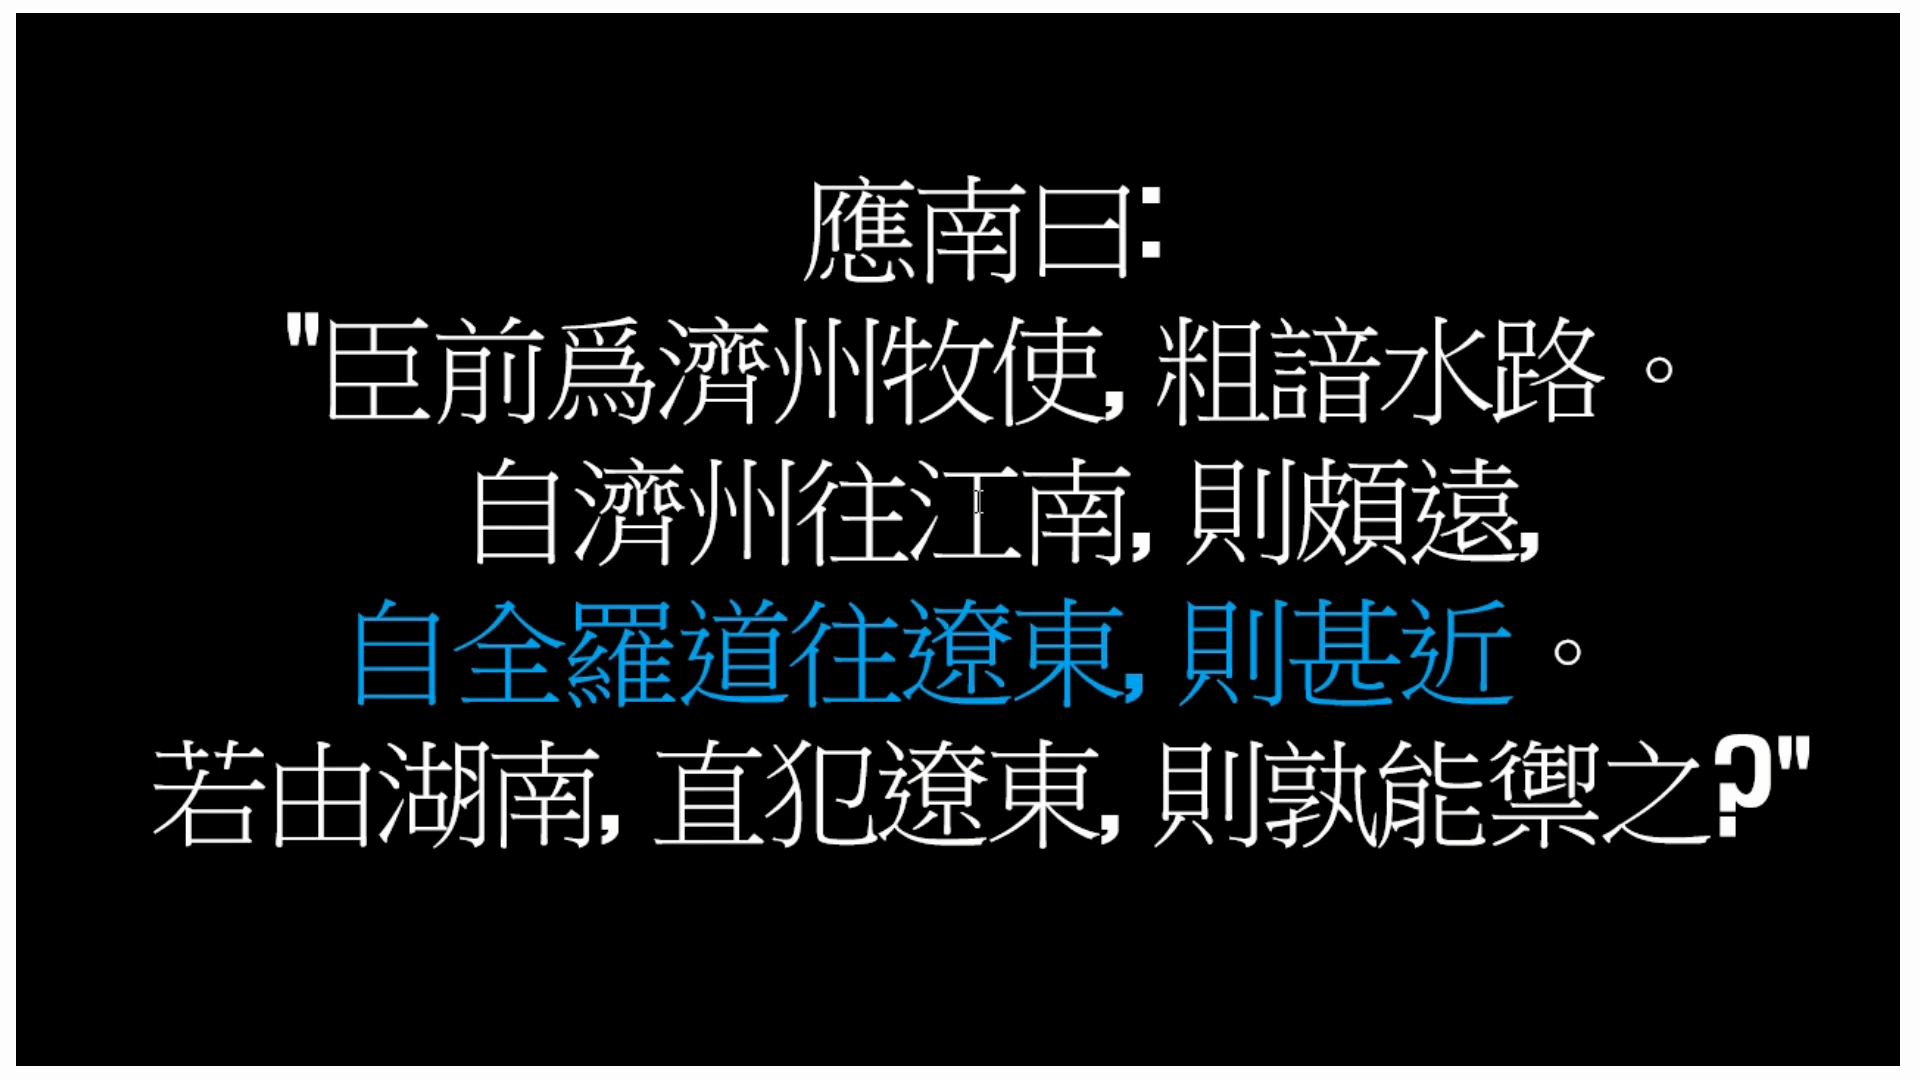 應南曰:
"臣前爲濟州牧使, 粗諳水路。
自濟州往江南, 則頗遠,
自全羅道往遼東, 則甚近。
若由湖南, 直犯遼東, 則孰能禦之?"